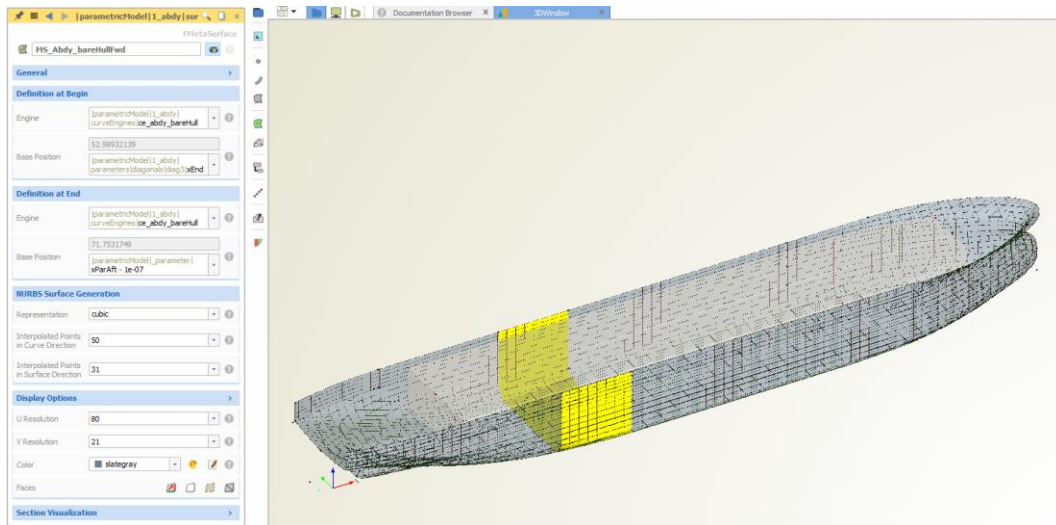 |parametricModel|1_abdy|sur
Documentation Browser
3DWindow
FMetaSurface
MS_Abdy_bareHullFwd
General
Definition at Begin
Engine
|parametricModel|1_abdy|
curveEngines|ce_abdy_bareHull
52.98932139
Base Position
|parametricModel|1_abdy|
parameters|diagonals|diag3|xEnd
Definition at End
Engine
|parametricModel|1_abdy|
curveEngines|ce_abdy_bareHull
71.7531749
Base Position
|parametricModel|_parameter|
xParAft - 1e-07
NURBS Surface Generation
Representation
cubic
Interpolated Points
in Curve Direction
50
Interpolated Points
in Surface Direction
31
Display Options
U Resolution
80
V Resolution
21
Color
slategray
Faces
Section Visualization